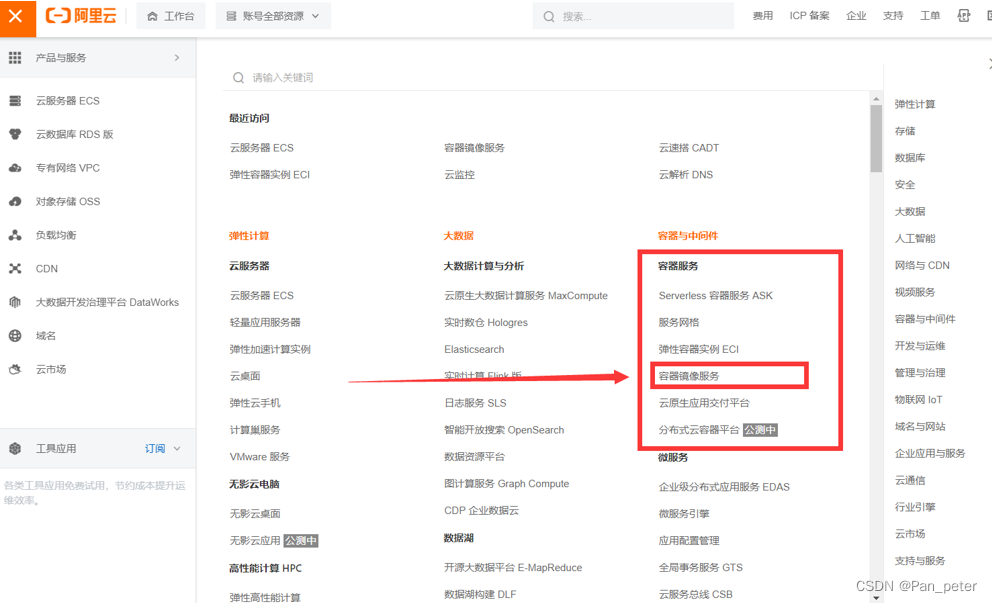 阿里云
工作台
账号全部资源
搜索...
费用
ICP 备案
企业
支持
工单
产品与服务
云服务器 ECS
云数据库 RDS 版
专有网络 VPC
对象存储 OSS
负载均衡
CDN
大数据开发治理平台 DataWorks
域名
云市场
工具应用
订阅
各类工具应用免费试用，节约成本提升运
维效率。
请输入关键词
最近访问
云服务器 ECS
容器镜像服务
云速搭 CADT
弹性容器实例 ECI
云监控
云解析 DNS
弹性计算
云服务器
云服务器 ECS
轻量应用服务器
弹性加速计算实例
云桌面
弹性云手机
计算巢服务
VMware 服务
无影云电脑
无影云桌面
无影云应用 公测中
高性能计算 HPC
弹性高性能计算
大数据
大数据计算与分析
云原生大数据计算服务 MaxCompute
实时数仓 Hologres
Elasticsearch
实时计算 Flink 版
日志服务 SLS
智能开放搜索 OpenSearch
数据资源平台
图计算服务 Graph Compute
CDP 企业数据云
数据湖
开源大数据平台 E-MapReduce
数据湖构建 DLF
容器与中间件
容器服务
Serverless 容器服务 ASK
服务网格
弹性容器实例 ECI
容器镜像服务
云原生应用交付平台
分布式云容器平台 公测中
微服务
企业级分布式应用服务 EDAS
微服务引擎
应用配置管理
全局事务服务 GTS
云服务总线 CSB
弹性计算
存储
数据库
安全
大数据
人工智能
网络与 CDN
视频服务
容器与中间件
开发与运维
管理与治理
物联网 IoT
域名与网站
企业应用与服务
云通信
行业引擎
云市场
支持与服务
CSDN @Pan_peter